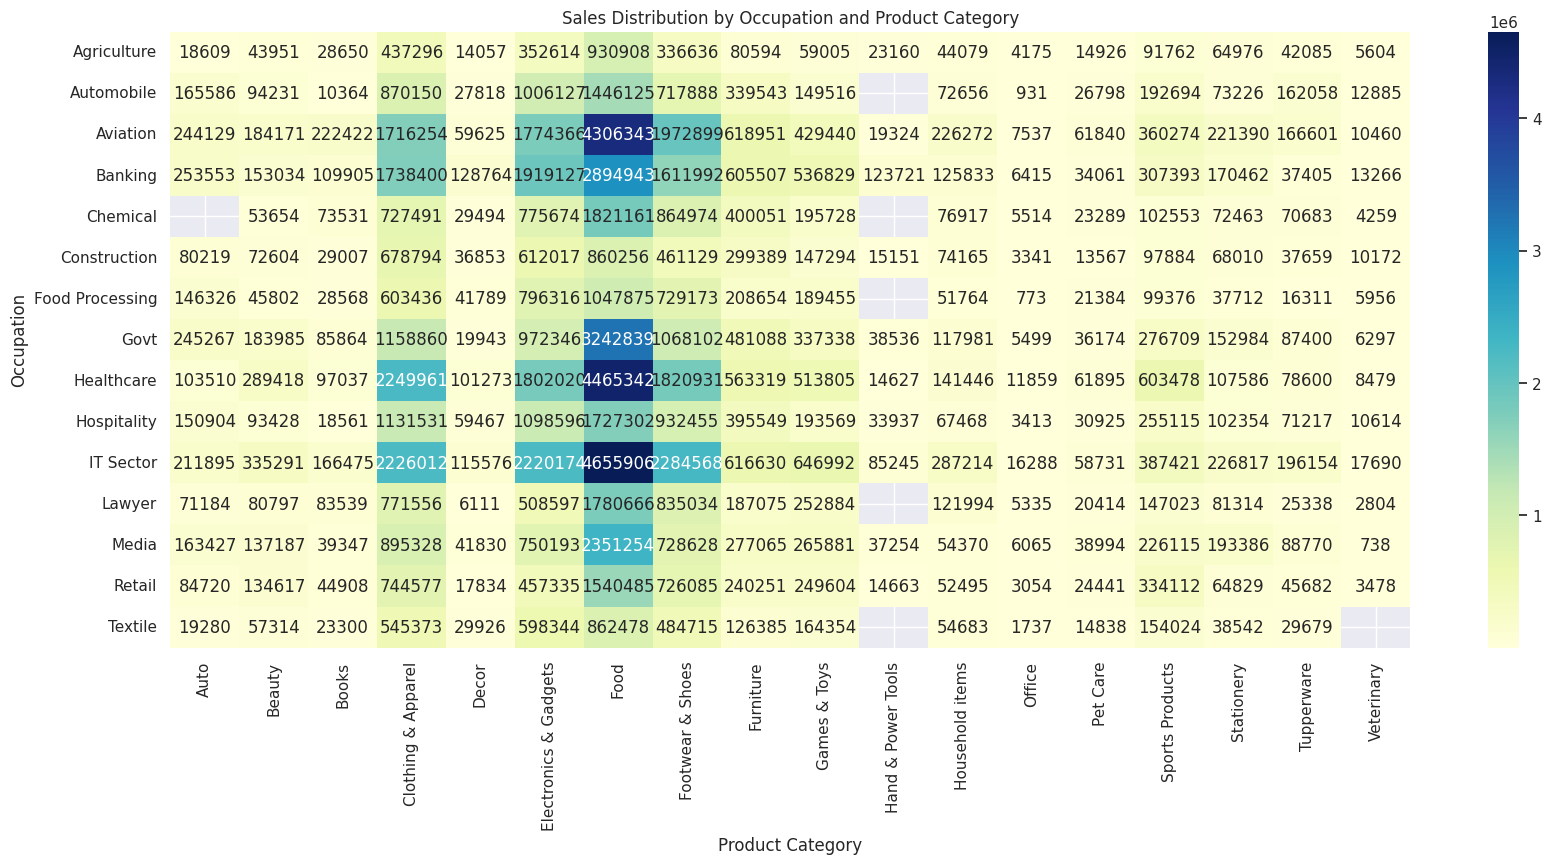 Sales Distribution by Occupation and Product Category
1e6
Agriculture 18609 43951 28650 437296 14057 352614 930908 336636 80594 59005 23160 44079 4175 14926 91762 64976 42085 5604
Automobile 165586 94231 10364 870150 27818 1006127 1446125 717888 339543 149516 72656 931 26798 192694 73226 162058 12885
4
Aviation 244129 184171 222422 1716254 59625 1774366 4306343 1972899 618951 429440 19324 226272 7537 61840 360274 221390 166601 10460
Banking 253553 153034 109905 1738400 128764 1919127 2894943 1611992 605507 536829 123721 125833 6415 34061 307393 170462 37405 13266
Chemical 53654 73531 727491 29494 775674 1821161 864974 400051 195728 76917 5514 23289 102553 72463 70683 4259
3
Construction 80219 72604 29007 678794 36853 612017 860256 461129 299389 147294 15151 74165 3341 13567 97884 68010 37659 10172
Food Processing 146326 45802 28568 603436 41789 796316 1047875 729173 208654 189455 51764 773 21384 99376 37712 16311 5956
Occupation
Govt 245267 183985 85864 1158860 19943 972346 3242839 1068102 481088 337338 38536 117981 5499 36174 276709 152984 87400 6297
Healthcare 103510 289418 97037 2249961 101273 1802020 4465342 1820931 563319 513805 14627 141446 11859 61895 603478 107586 78600 8479
2
Hospitality 150904 93428 18561 1131531 59467 1098596 1727302 932455 395549 193569 33937 67468 3413 30925 255115 102354 71217 10614
IT Sector 211895 335291 166475 2226012 115576 2220174 4655906 2284568 616630 646992 85245 287214 16288 58731 387421 226817 196154 17690
Lawyer 71184 80797 83539 771556 6111 508597 1780666 835034 187075 252884 121994 5335 20414 147023 81314 25338 2804
1
Media 163427 137187 39347 895328 41830 750193 2351254 728628 277065 265881 37254 54370 6065 38994 226115 193386 88770 738
Retail 84720 134617 44908 744577 17834 457335 1540485 726085 240251 249604 14663 52495 3054 24441 334112 64829 45682 3478
Textile 19280 57314 23300 545373 29926 598344 862478 484715 126385 164354 54683 1737 14838 154024 38542 29679
Auto
Beauty
Books
Clothing & Apparel
Decor
Electronics & Gadgets
Food
Footwear & Shoes
Furniture
Games & Toys
Hand & Power Tools
Household items
Office
Pet Care
Sports Products
Stationery
Tupperware
Veterinary
Product Category